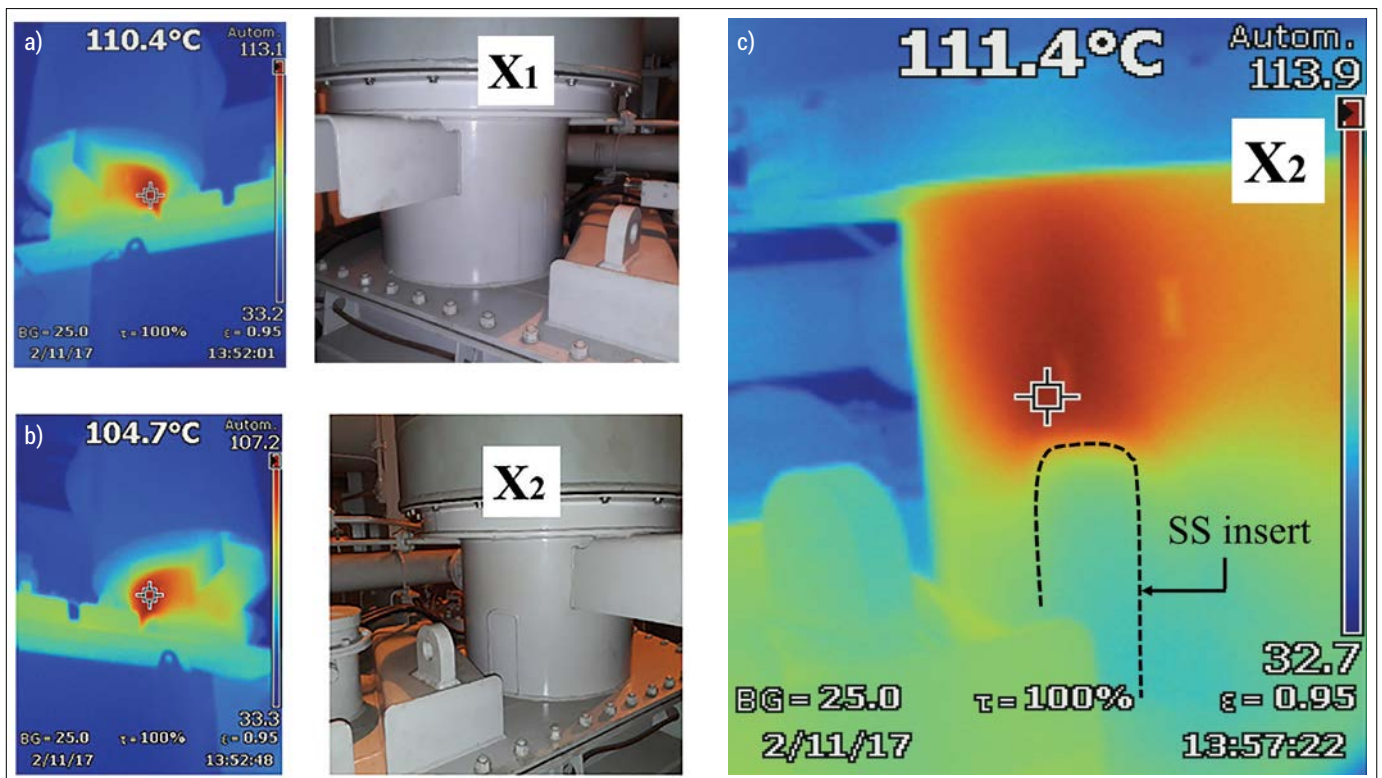 a)
110.4°C
Autom.
113.1
X1
33.2
BG = 25.0 τ = 100% ε = 0.95
2/11/17 13:52:01
b)
104.7°C
Autom.
107.2
X2
33.3
BG = 25.0 τ = 100% ε = 0.95
2/11/17 13:52:48
c)
111.4°C
Autom.
113.9
X2
SS insert
32.7
BG = 25.0 τ = 100% ε = 0.95
2/11/17 13:57:22